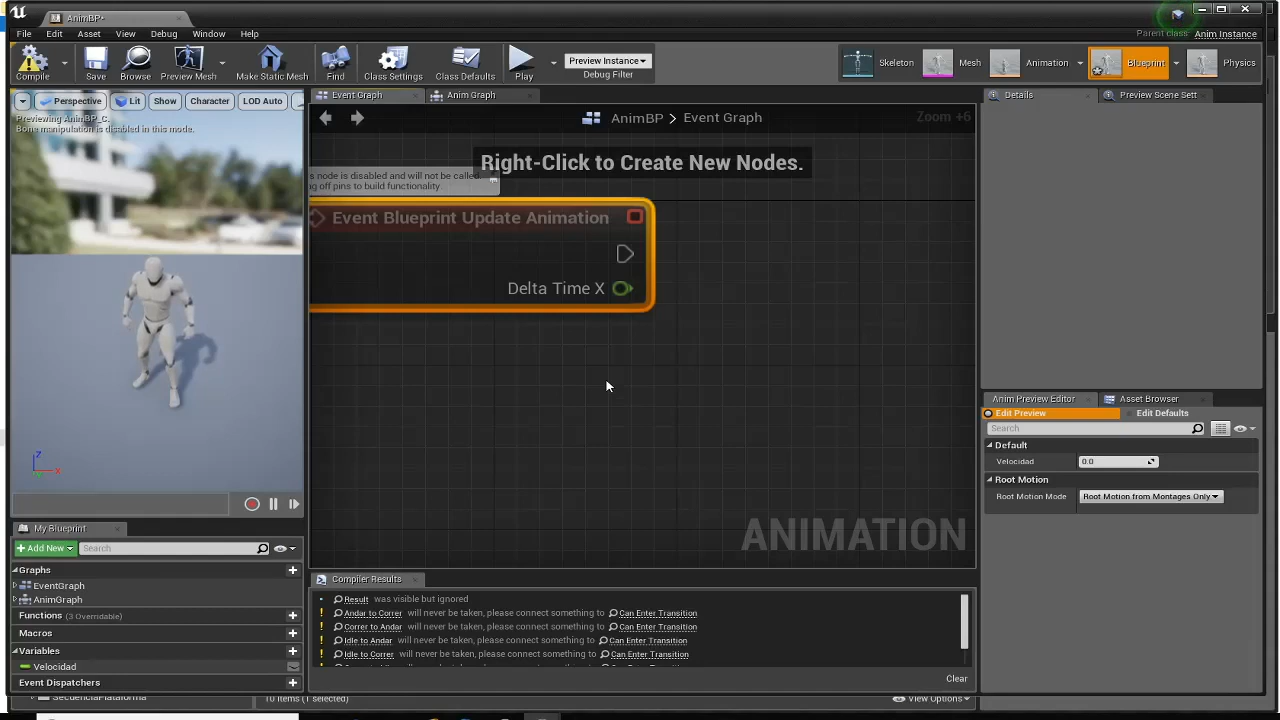 AnimBP*
File Edit Asset View Debug Window Help
Parent class: Anim Instance
Compile Save Browse Preview Mesh Make Static Mesh Find Class Settings Class Defaults Play
Preview Instance
Debug Filter
Skeleton Mesh Animation Blueprint Physics
Event Graph Anim Graph
Details Preview Scene Sett
Perspective Lit Show Character LOD Auto
Previewing AnimBP_C.
Bone manipulation is disabled in this mode.
AnimBP > Event Graph
Zoom +6
Right-Click to Create New Nodes.
s node is disabled and will not be called.
ng off pins to build functionality.
Event Blueprint Update Animation
Delta Time X
ANIMATION
Z
X
Anim Preview Editor Asset Browser
Edit Preview Edit Defaults
Search
Default
Velocidad 0.0
Root Motion
Root Motion Mode Root Motion from Montages Only
My Blueprint
+ Add New Search
Graphs
EventGraph
AnimGraph
Functions (3 Overridable)
Macros
Variables
Velocidad
Event Dispatchers
Compiler Results
Result was visible but ignored
Andar to Correr will never be taken, please connect something to Can Enter Transition
Correr to Andar will never be taken, please connect something to Can Enter Transition
Idle to Andar will never be taken, please connect something to Can Enter Transition
Idle to Correr will never be taken, please connect something to Can Enter Transition
Clear
SecuenciaPlataforma
10 items (1 selected)
View Options